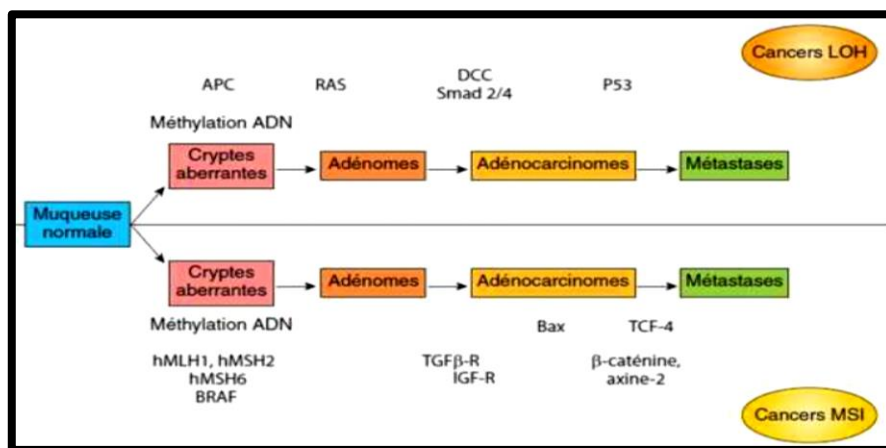 Cancers LOH
APC
RAS
DCC
Smad 2/4
P53
Méthylation ADN
Cryptes
aberrantes
Adénomes
Adénocarcinomes
Métastases
Muqueuse
normale
Cryptes
aberrantes
Adénomes
Adénocarcinomes
Métastases
Méthylation ADN
Bax
TCF-4
hMLH1, hMSH2
hMSH6
BRAF
TGFβ-R
IGF-R
β-caténine,
axine-2
Cancers MSI